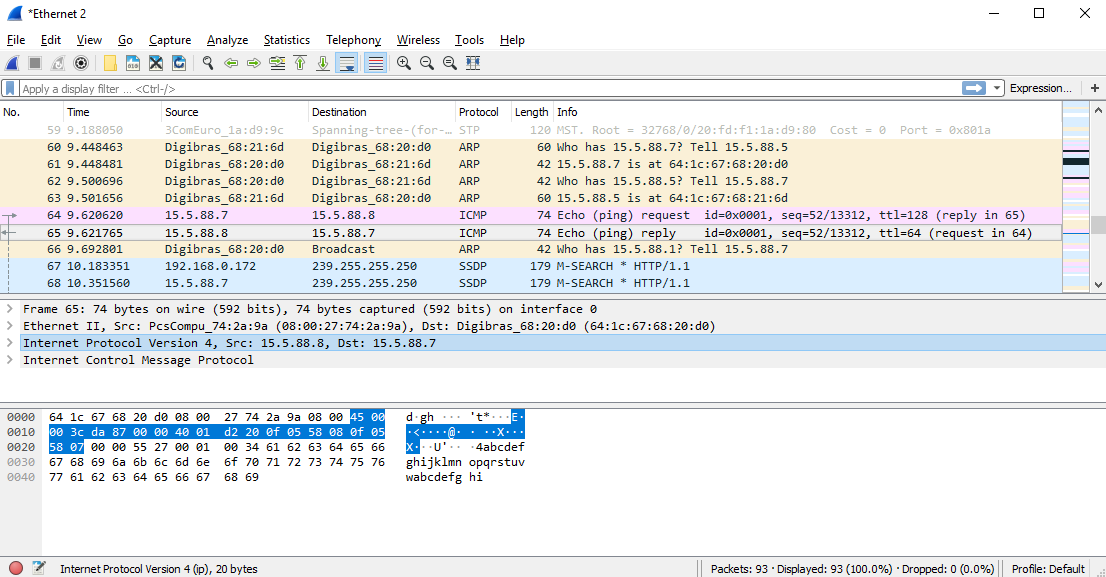 *Ethernet 2
File Edit View Go Capture Analyze Statistics Telephony Wireless Tools Help
Apply a display filter ... <Ctrl-/> Expression... +
No. Time Source Destination Protocol Length Info
59 9.188050 3ComEuro_1a:d9:9c Spanning-tree-(for-… STP 120 MST. Root = 32768/0/20:fd:f1:1a:d9:80 Cost = 0 Port = 0x801a
60 9.448463 Digibras_68:21:6d Digibras_68:20:d0 ARP 60 Who has 15.5.88.7? Tell 15.5.88.5
61 9.448481 Digibras_68:20:d0 Digibras_68:21:6d ARP 42 15.5.88.7 is at 64:1c:67:68:20:d0
62 9.500696 Digibras_68:20:d0 Digibras_68:21:6d ARP 42 Who has 15.5.88.5? Tell 15.5.88.7
63 9.501656 Digibras_68:21:6d Digibras_68:20:d0 ARP 60 15.5.88.5 is at 64:1c:67:68:21:6d
64 9.620620 15.5.88.7 15.5.88.8 ICMP 74 Echo (ping) request id=0x0001, seq=52/13312, ttl=128 (reply in 65)
65 9.621765 15.5.88.8 15.5.88.7 ICMP 74 Echo (ping) reply id=0x0001, seq=52/13312, ttl=64 (request in 64)
66 9.692801 Digibras_68:20:d0 Broadcast ARP 42 Who has 15.5.88.1? Tell 15.5.88.7
67 10.183351 192.168.0.172 239.255.255.250 SSDP 179 M-SEARCH * HTTP/1.1
68 10.351560 15.5.88.7 239.255.255.250 SSDP 179 M-SEARCH * HTTP/1.1
Frame 65: 74 bytes on wire (592 bits), 74 bytes captured (592 bits) on interface 0
Ethernet II, Src: PcsCompu_74:2a:9a (08:00:27:74:2a:9a), Dst: Digibras_68:20:d0 (64:1c:67:68:20:d0)
Internet Protocol Version 4, Src: 15.5.88.8, Dst: 15.5.88.7
Internet Control Message Protocol
0000 64 1c 67 68 20 d0 08 00 27 74 2a 9a 08 00 45 00 d·gh ··· 't*···E·
0010 00 3c da 87 00 00 40 01 d2 20 0f 05 58 08 0f 05 ·<····@· · ··X···
0020 58 07 00 00 55 27 00 01 00 34 61 62 63 64 65 66 X···U'·· ·4abcdef
0030 67 68 69 6a 6b 6c 6d 6e 6f 70 71 72 73 74 75 76 ghijklmn opqrstuv
0040 77 61 62 63 64 65 66 67 68 69 wabcdefg hi
Internet Protocol Version 4 (ip), 20 bytes Packets: 93 · Displayed: 93 (100.0%) · Dropped: 0 (0.0%) Profile: Default